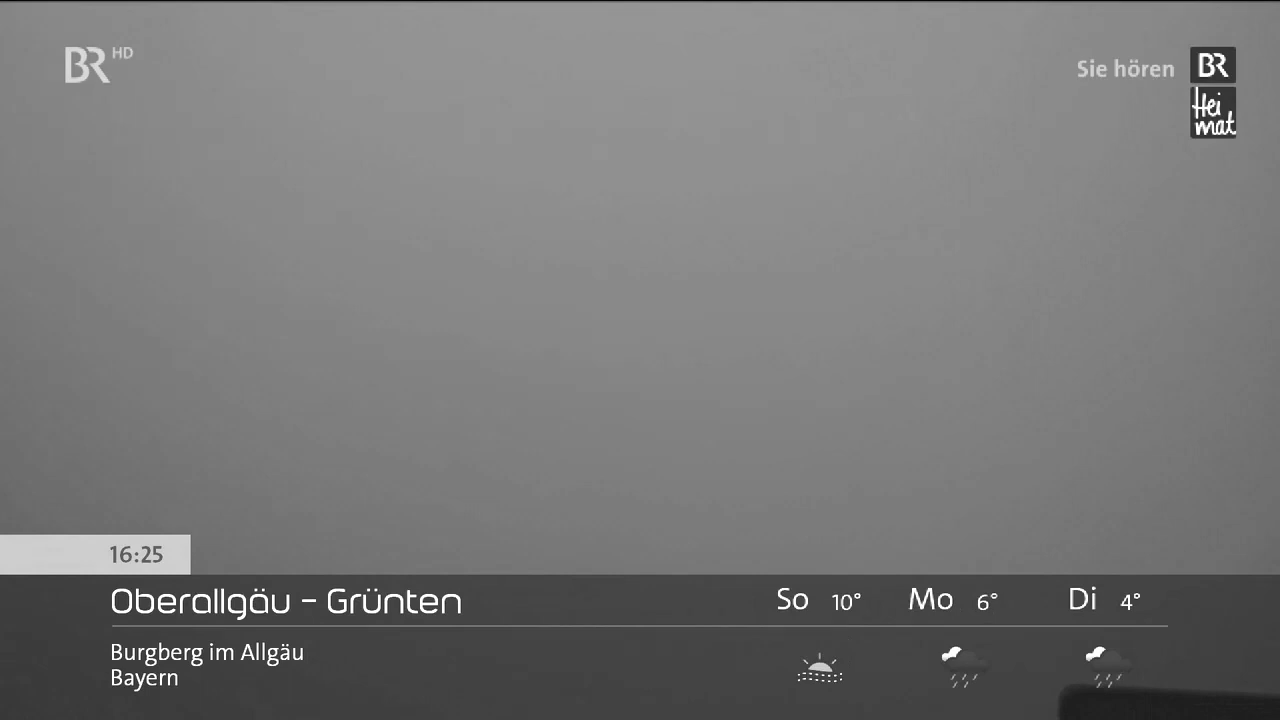 BR HD
Sie hören BR
Hei
mat
16:25
Oberallgäu – Grünten
So 10° Mo 6° Di 4°
Burgberg im Allgäu
Bayern